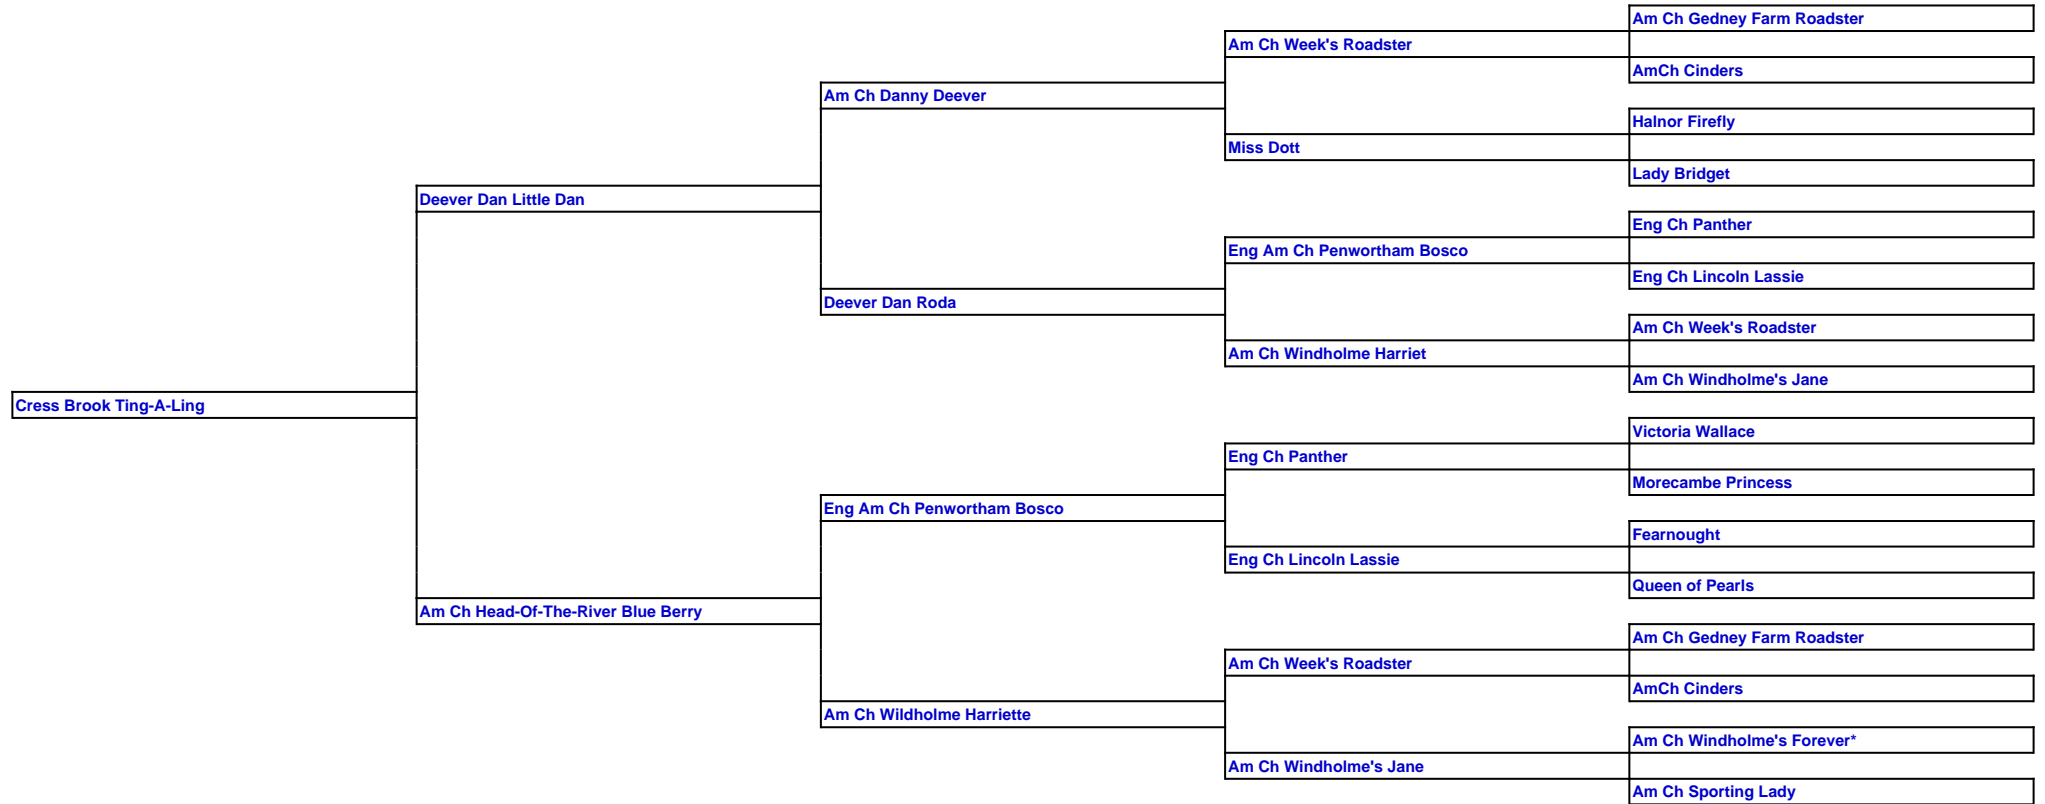 Am Ch Gedney Farm Roadster
Am Ch Week's Roadster
AmCh Cinders
Am Ch Danny Deever
Halnor Firefly
Miss Dott
Lady Bridget
Deever Dan Little Dan
Eng Ch Panther
Eng Am Ch Penwortham Bosco
Eng Ch Lincoln Lassie
Deever Dan Roda
Am Ch Week's Roadster
Am Ch Windholme Harriet
Am Ch Windholme's Jane
Cress Brook Ting-A-Ling
Victoria Wallace
Eng Ch Panther
Morecambe Princess
Eng Am Ch Penwortham Bosco
Fearnought
Eng Ch Lincoln Lassie
Queen of Pearls
Am Ch Head-Of-The-River Blue Berry
Am Ch Gedney Farm Roadster
Am Ch Week's Roadster
AmCh Cinders
Am Ch Wildholme Harriette
Am Ch Windholme's Forever*
Am Ch Windholme's Jane
Am Ch Sporting Lady